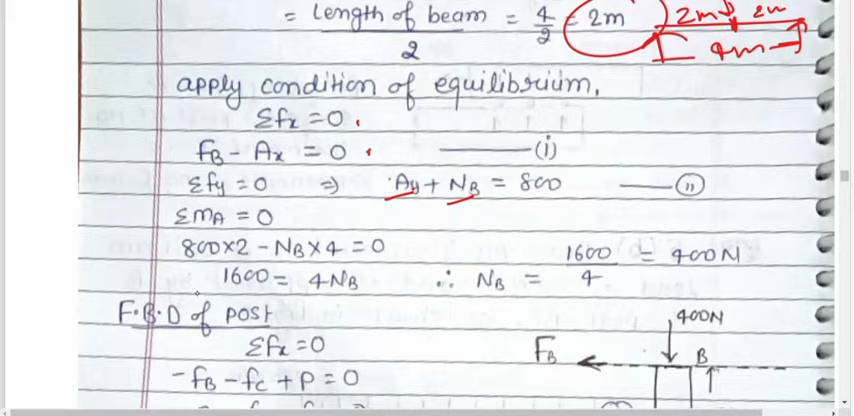 = Length of beam = 4/2 = 2m 2m 2m
2 4m
apply condition of equilibrium.
Σfx=0.
FB - Ax = 0 (i)
Σfy = 0 ⇒ Ay + NB = 800 (ii)
ΣmA = 0
800×2 - NB×4 = 0
1600 = 4NB ∴ NB = 1600/4 = 400N
F.B.D of post 400N
Σfx=0 FB B
-FB - fc + P = 0